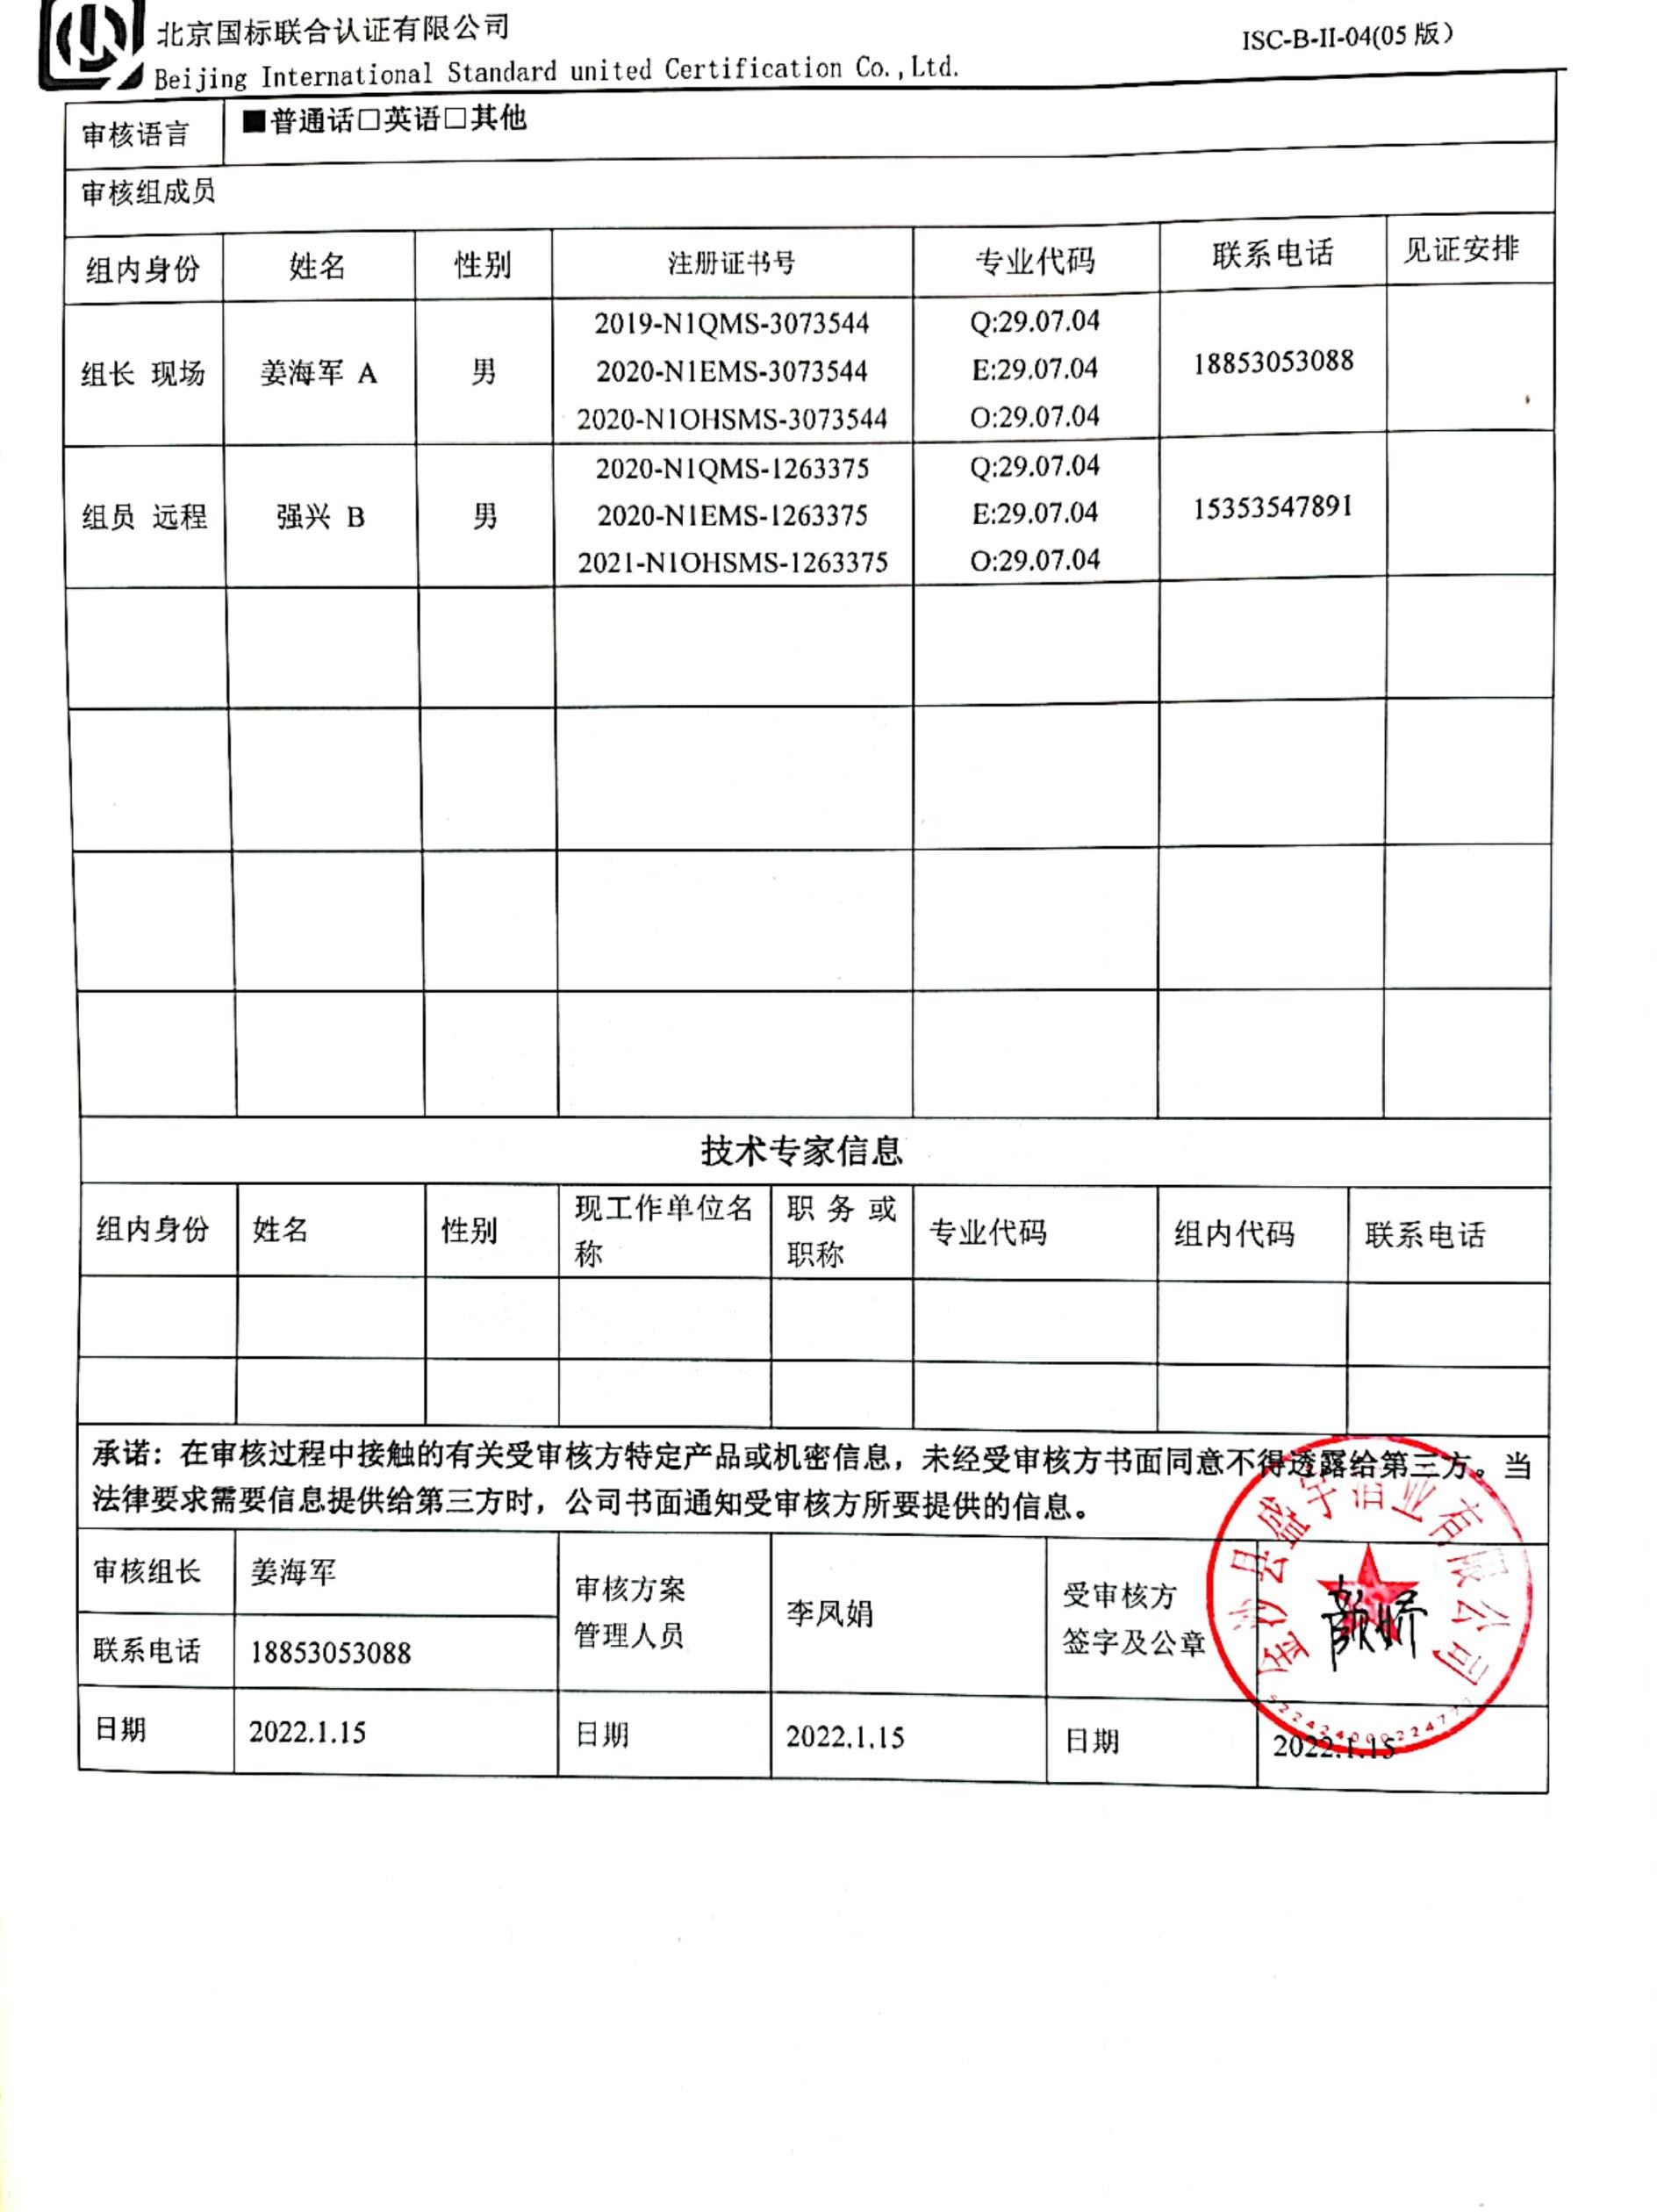 北京国标联合认证有限公司
ISC-B-II-04(05 版）
Beijing International Standard united Certification Co.,Ltd.
审核语言
■普通话□英语□其他
审核组成员
组内身份 姓名 性别 注册证书号 专业代码 联系电话 见证安排
2019-N1QMS-3073544 Q:29.07.04
组长 现场 姜海军 A 男 2020-N1EMS-3073544 E:29.07.04 18853053088
2020-N1OHSMS-3073544 O:29.07.04
2020-N1QMS-1263375 Q:29.07.04
组员 远程 强兴 B 男 2020-N1EMS-1263375 E:29.07.04 15353547891
2021-N1OHSMS-1263375 O:29.07.04
技术专家信息
组内身份 姓名 性别 现工作单位名称 职 务 或职称 专业代码 组内代码 联系电话
承诺：在审核过程中接触的有关受审核方特定产品或机密信息，未经受审核方书面同意不得透露给第三方。当
法律要求需要信息提供给第三方时，公司书面通知受审核方所要提供的信息。
审核组长 姜海军
审核方案
管理人员
李凤娟
受审核方
签字及公章
金沙县盛宇酒业有限公司
联系电话 18853053088
日期 2022.1.15 日期 2022.1.15 日期 2022.1.15